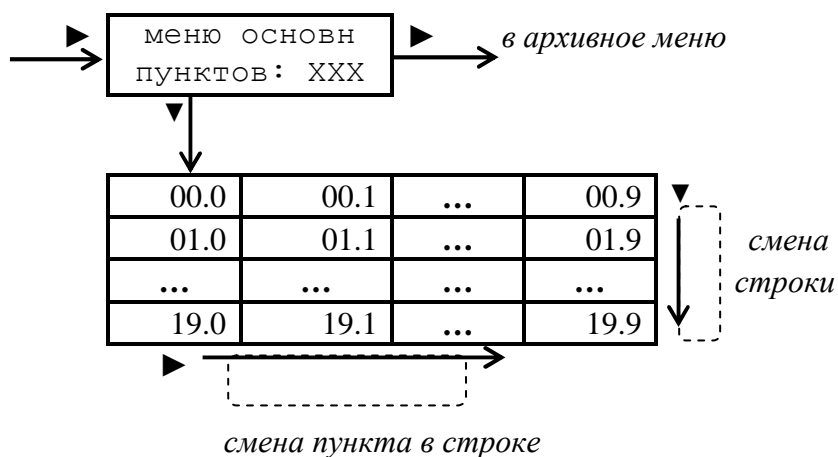 меню основн
пунктов: XXX
в архивное меню
00.0 00.1 ... 00.9
01.0 01.1 ... 01.9
... ... ... ...
19.0 19.1 ... 19.9
смена
строки
смена пункта в строке